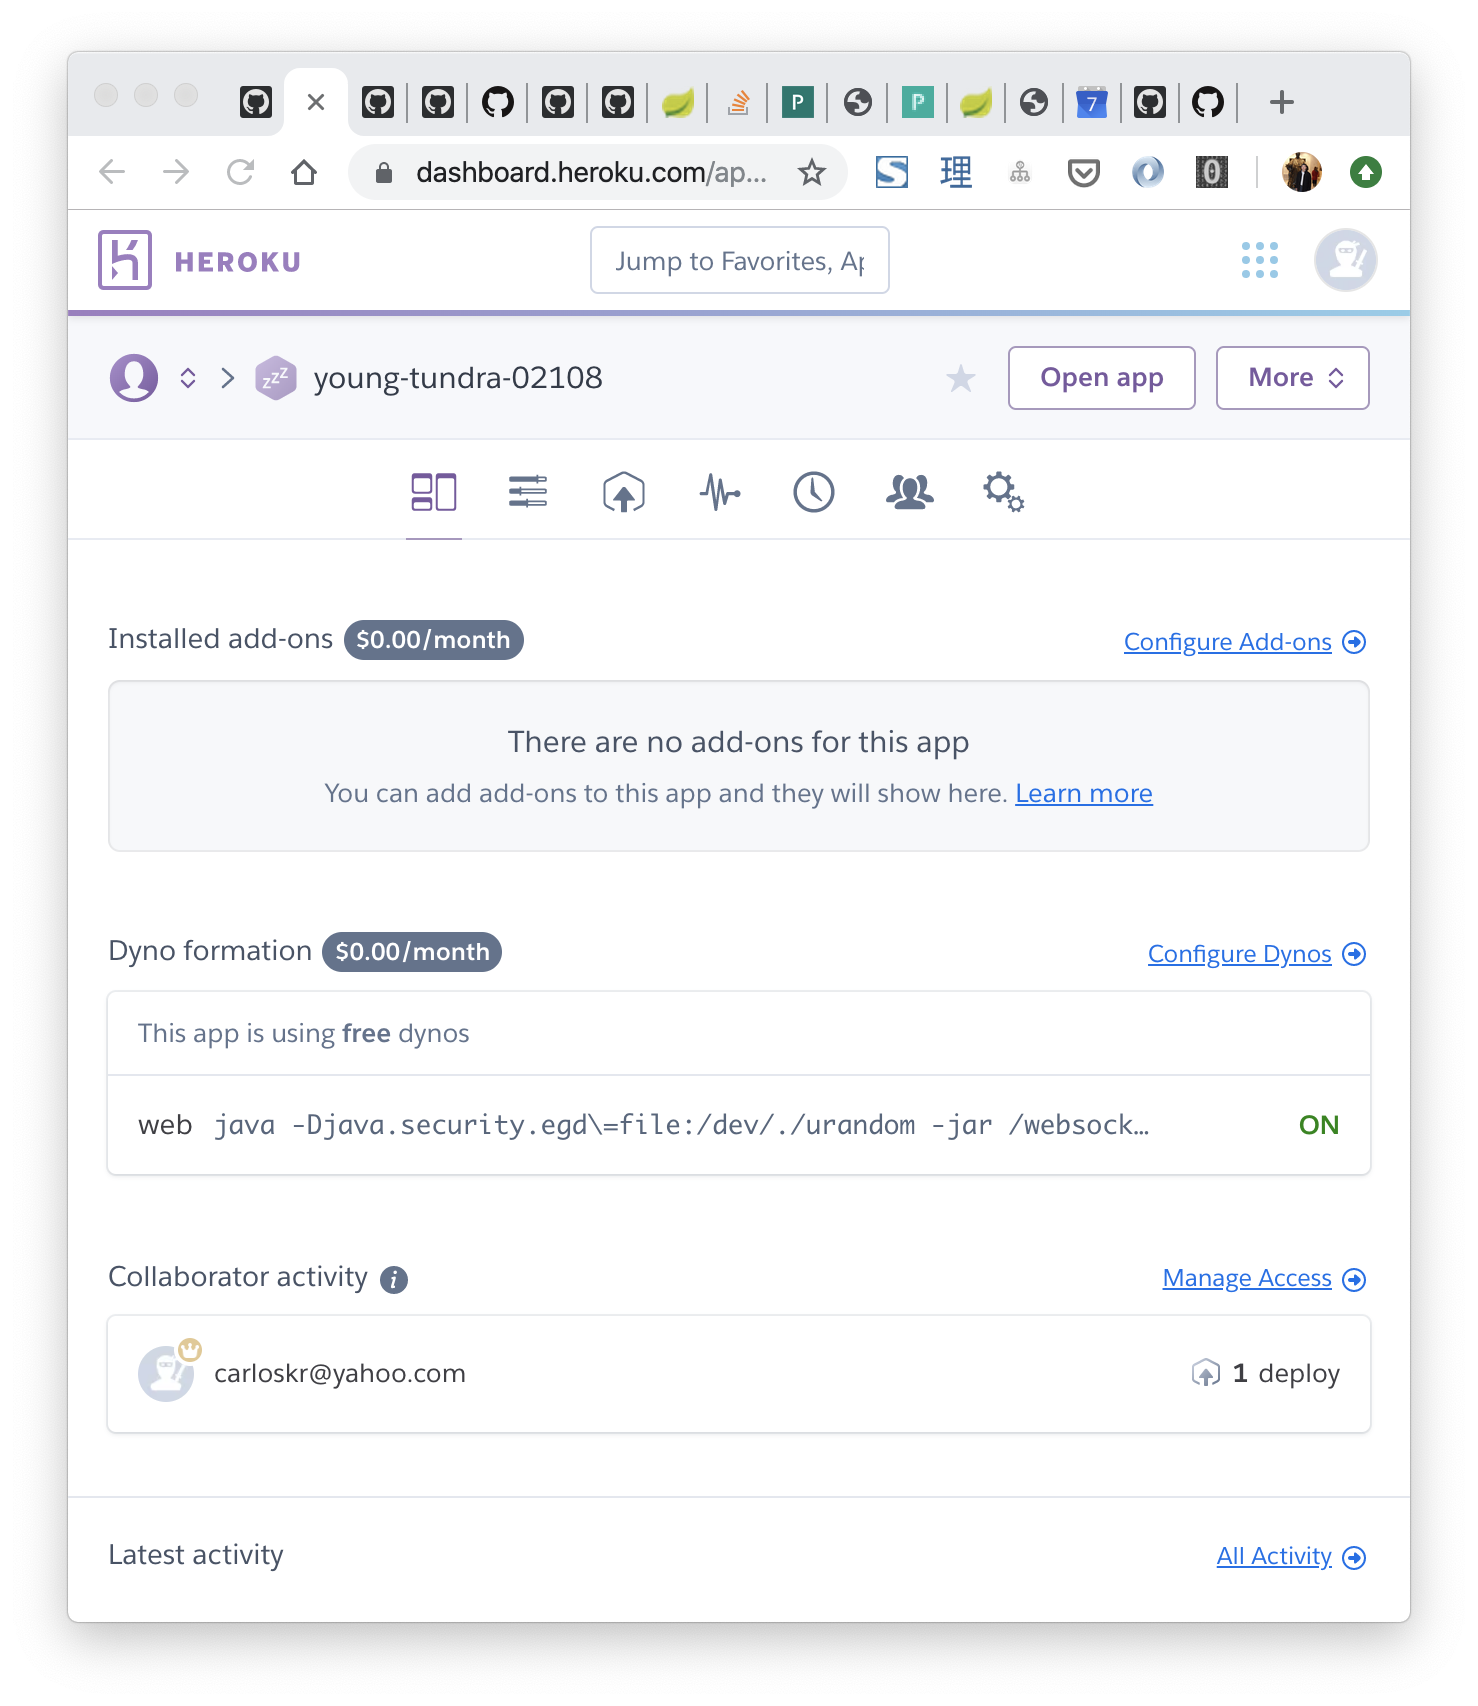 P
P
7
dashboard.heroku.com/ap...
理
0
HEROKU
Jump to Favorites, Ap
zzz
young-tundra-02108
Open app
More
Installed add-ons
$0.00/month
Configure Add-ons
There are no add-ons for this app
You can add add-ons to this app and they will show here. Learn more
Dyno formation
$0.00/month
Configure Dynos
This app is using free dynos
web java -Djava.security.egd\=file:/dev/./urandom -jar /websock…
ON
Collaborator activity
i
Manage Access
carloskr@yahoo.com
1 deploy
Latest activity
All Activity